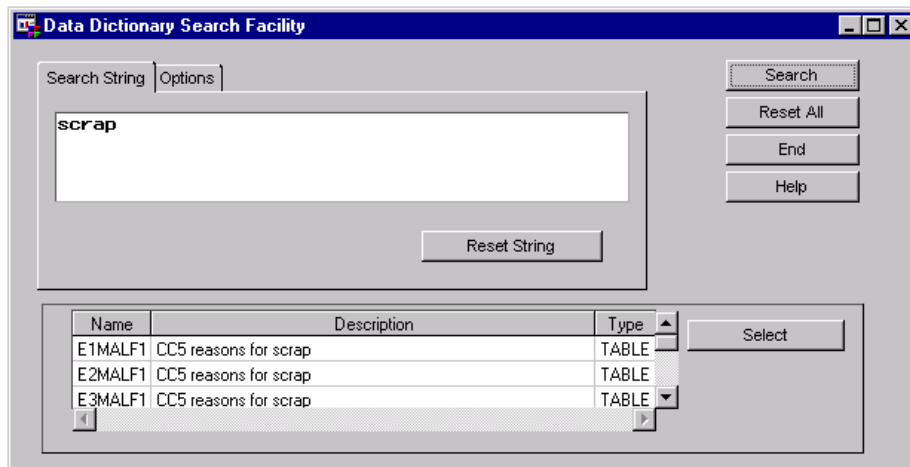 Data Dictionary Search Facility
Search String Options
scrap
Reset String
Search
Reset All
End
Help
Name Description Type
E1MALF1 CC5 reasons for scrap TABLE
E2MALF1 CC5 reasons for scrap TABLE
E3MALF1 CC5 reasons for scrap TABLE
Select